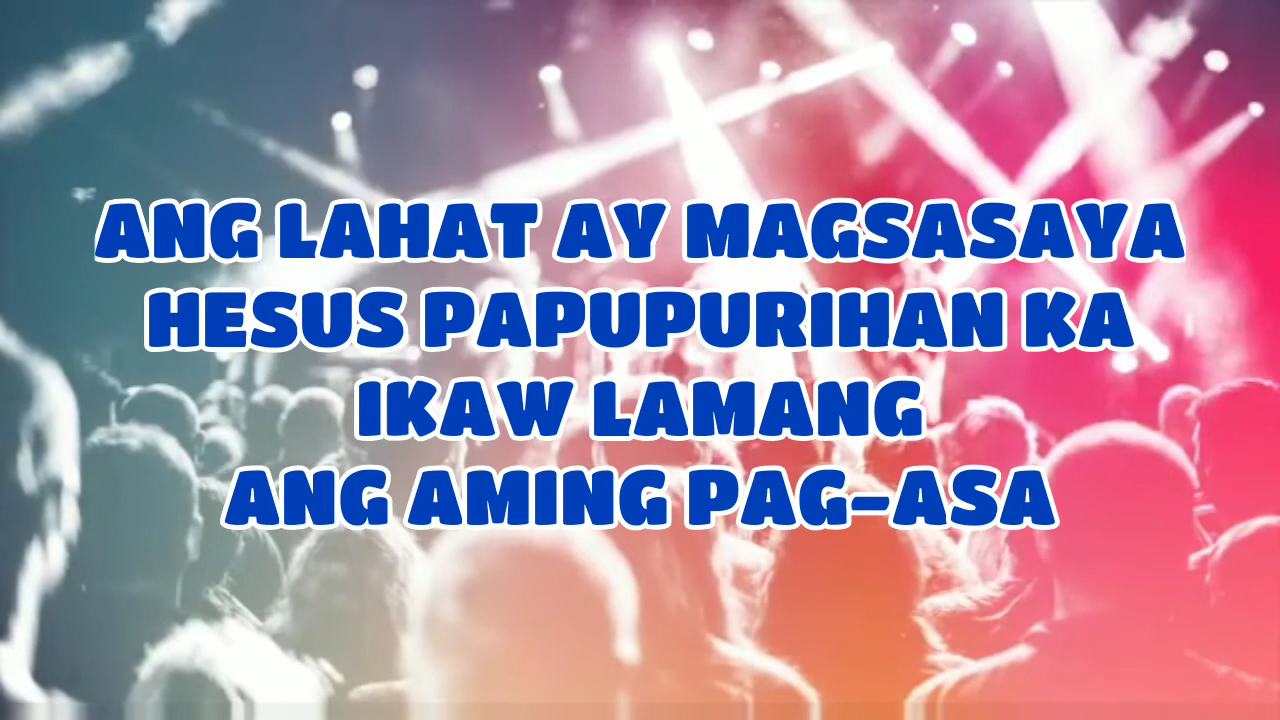 ANG LAHAT AY MAGSASAYA
HESUS PAPUPURIHAN KA
IKAW LAMANG
ANG AMING PAG-ASA